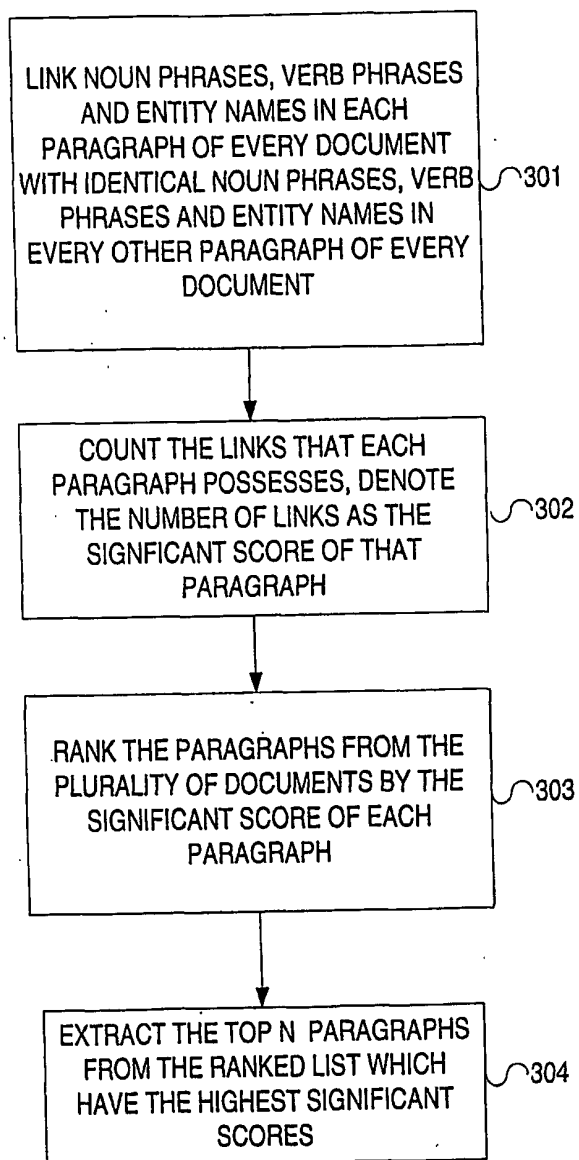 LINK NOUN PHRASES, VERB PHRASES
AND ENTITY NAMES IN EACH
PARAGRAPH OF EVERY DOCUMENT
WITH IDENTICAL NOUN PHRASES, VERB
PHRASES AND ENTITY NAMES IN
EVERY OTHER PARAGRAPH OF EVERY
DOCUMENT
301
COUNT THE LINKS THAT EACH
PARAGRAPH POSSESSES, DENOTE
THE NUMBER OF LINKS AS THE
SIGNFICANT SCORE OF THAT
PARAGRAPH
302
RANK THE PARAGRAPHS FROM THE
PLURALITY OF DOCUMENTS BY THE
SIGNIFICANT SCORE OF EACH
PARAGRAPH
303
EXTRACT THE TOP N PARAGRAPHS
FROM THE RANKED LIST WHICH
HAVE THE HIGHEST SIGNIFICANT
SCORES
304